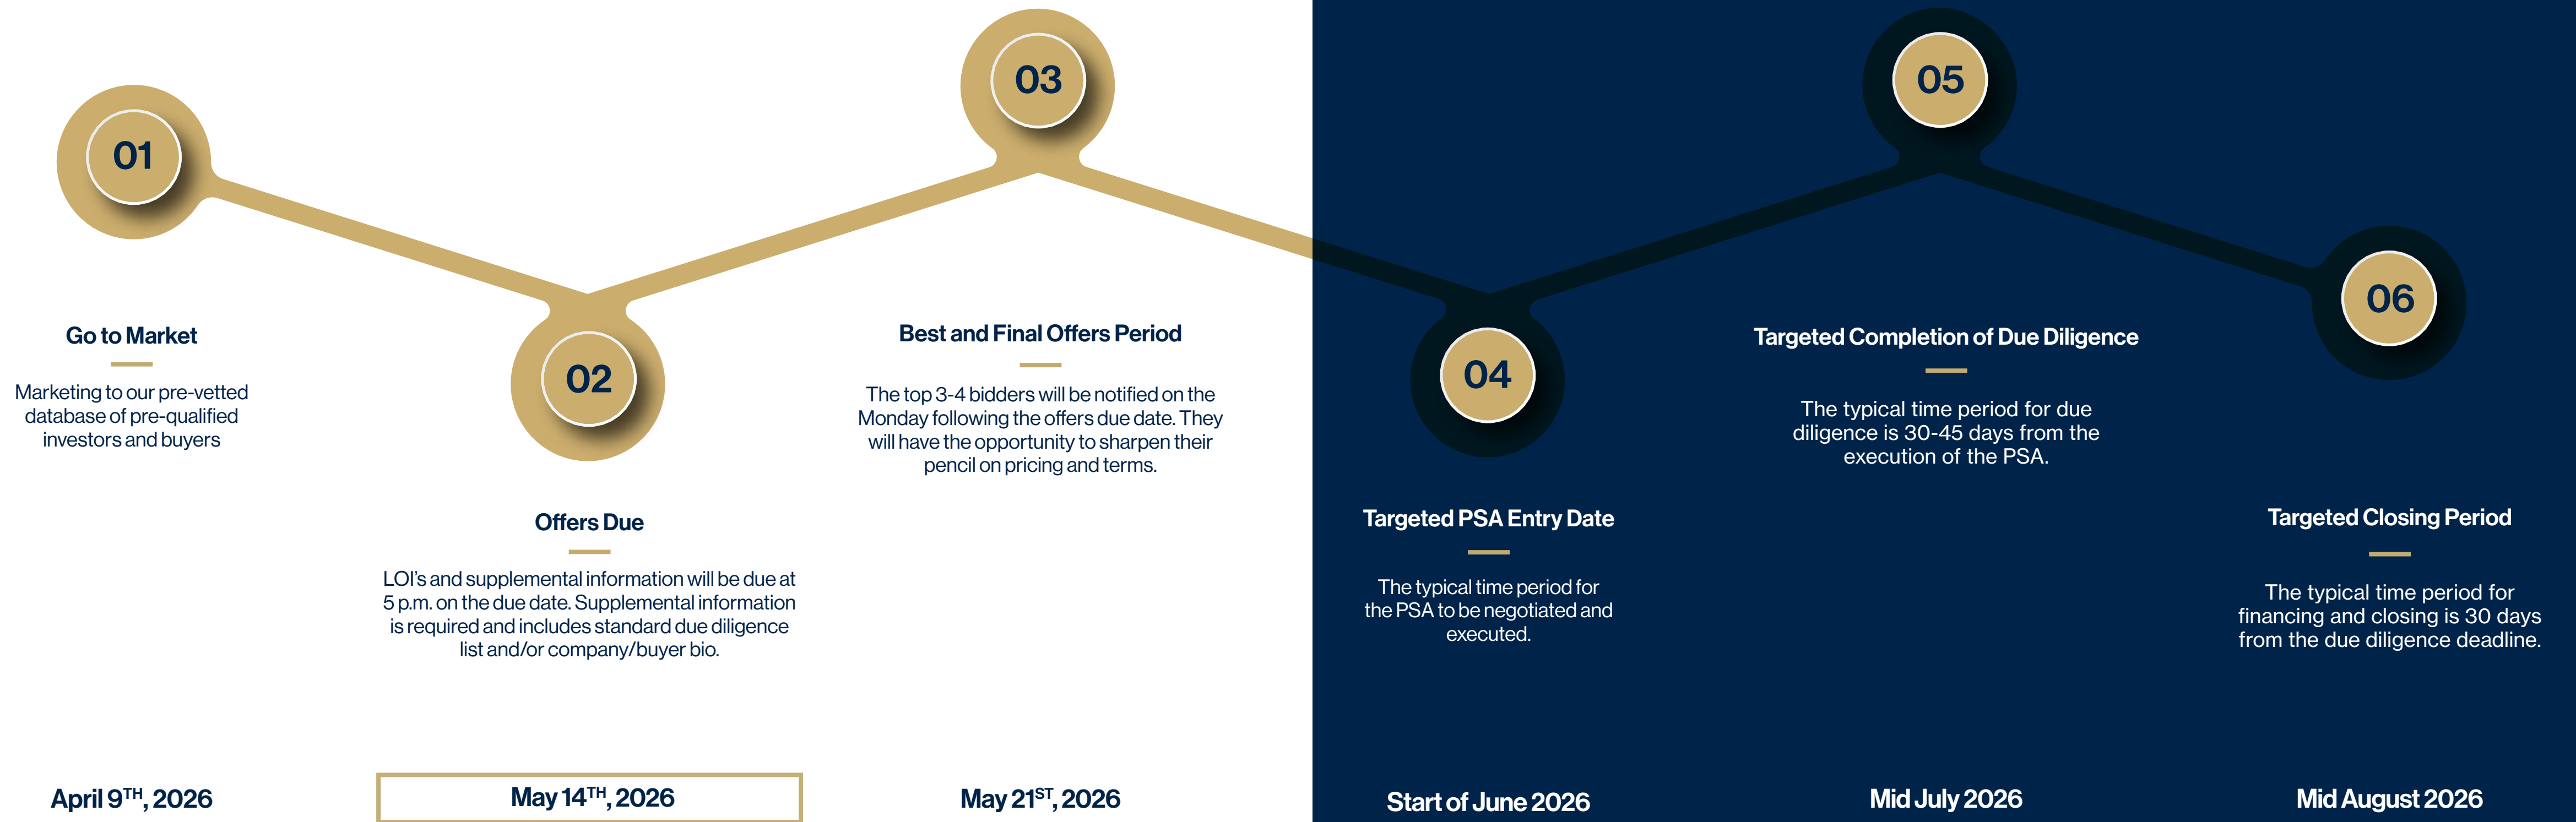 01
Go to Market
Marketing to our pre-vetted
database of pre-qualified
investors and buyers
April 9TH, 2026
02
Offers Due
LOI's and supplemental information will be due at
5 p.m. on the due date. Supplemental information
is required and includes standard due diligence
list and/or company/buyer bio.
May 14TH, 2026
03
Best and Final Offers Period
The top 3-4 bidders will be notified on the
Monday following the offers due date. They
will have the opportunity to sharpen their
pencil on pricing and terms.
May 21ST, 2026
04
Targeted PSA Entry Date
The typical time period for
the PSA to be negotiated and
executed.
Start of June 2026
05
Targeted Completion of Due Diligence
The typical time period for due
diligence is 30-45 days from the
execution of the PSA.
Mid July 2026
06
Targeted Closing Period
The typical time period for
financing and closing is 30 days
from the due diligence deadline.
Mid August 2026